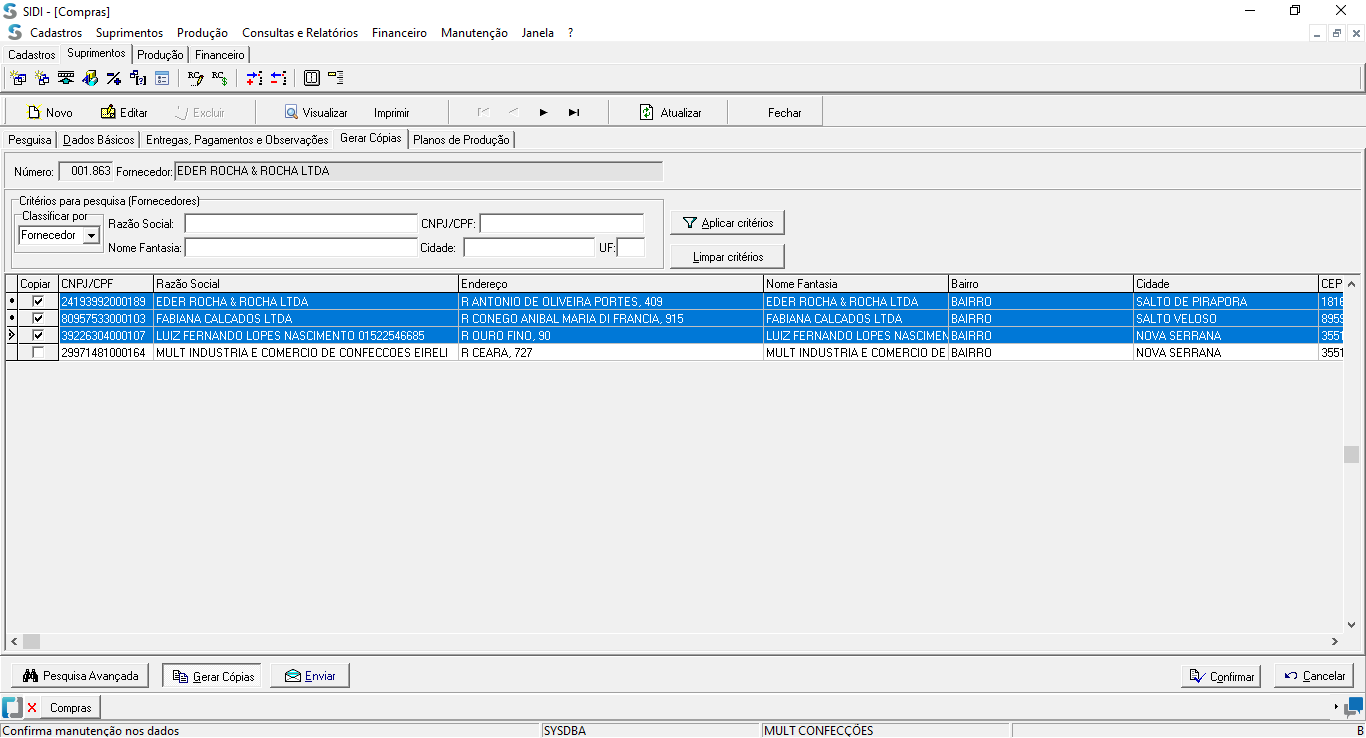 SIDI - [Compras]
Cadastros Suprimentos Produção Consultas e Relatórios Financeiro Manutenção Janela ?
Cadastros Suprimentos Produção Financeiro
Novo Editar Excluir Visualizar Imprimir Atualizar Fechar
Pesquisa Dados Básicos Entregas, Pagamentos e Observações Gerar Cópias Planos de Produção
Número: 001.863 Fornecedor: EDER ROCHA & ROCHA LTDA
Critérios para pesquisa (Fornecedores)
Classificar por
Fornecedor
Razão Social: CNPJ/CPF:
Nome Fantasia: Cidade: UF:
Aplicar critérios
Limpar critérios
Copiar CNPJ/CPF Razão Social Endereço Nome Fantasia Bairro Cidade CEP
24193992000189 EDER ROCHA & ROCHA LTDA R ANTONIO DE OLIVEIRA PORTES, 409 EDER ROCHA & ROCHA LTDA BAIRRO SALTO DE PIRAPORA 1816
80957533000103 FABIANA CALCADOS LTDA R CONEGO ANIBAL MARIA DI FRANCIA, 915 FABIANA CALCADOS LTDA BAIRRO SALTO VELOSO 8959
39226304000107 LUIZ FERNANDO LOPES NASCIMENTO 01522546685 R OURO FINO, 90 LUIZ FERNANDO LOPES NASCIMEN BAIRRO NOVA SERRANA 3551
29971481000164 MULT INDUSTRIA E COMERCIO DE CONFECCOES EIRELI R CEARA, 727 MULT INDUSTRIA E COMERCIO DE BAIRRO NOVA SERRANA 3551
Pesquisa Avançada Gerar Cópias Enviar Confirmar Cancelar
Compras
Confirma manutenção nos dados SYSDBA MULT CONFECÇÕES B